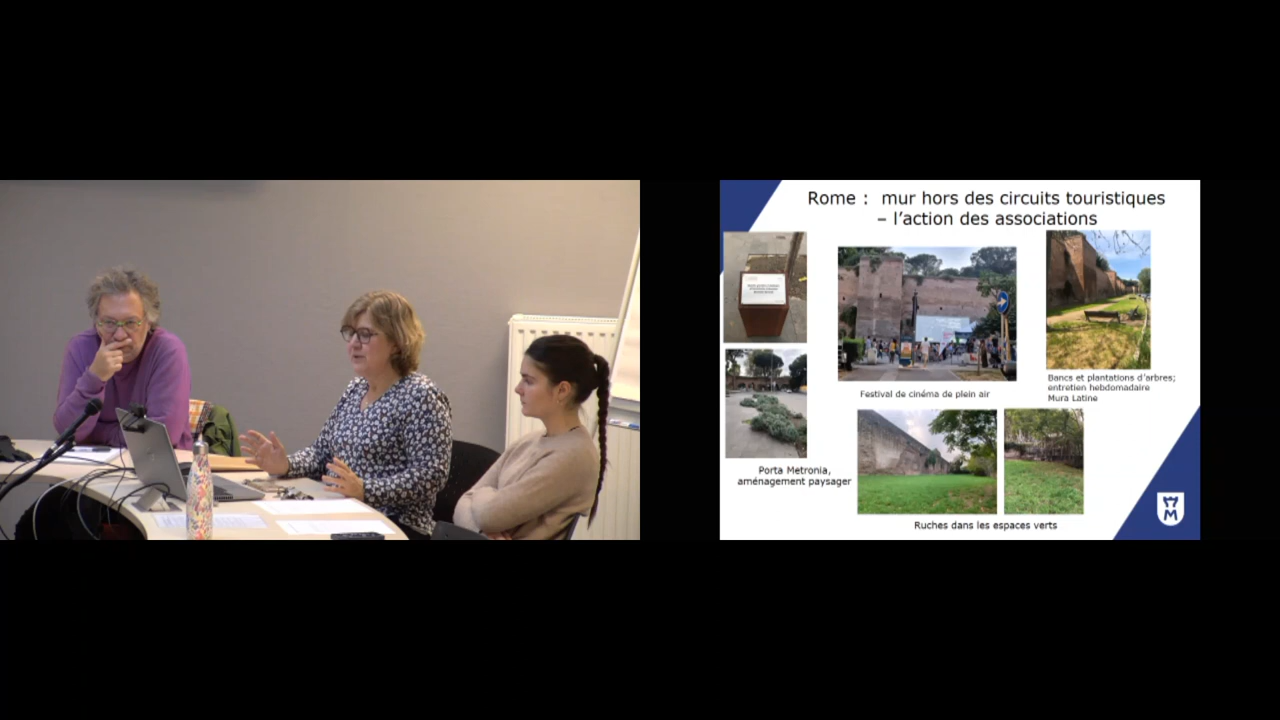 Rome : mur hors des circuits touristiques
– l’action des associations
Festival de cinéma de plein air
Bancs et plantations d’arbres;
entretien hebdomadaire
Mura Latine
Porta Metronia,
aménagement paysager
Ruches dans les espaces verts